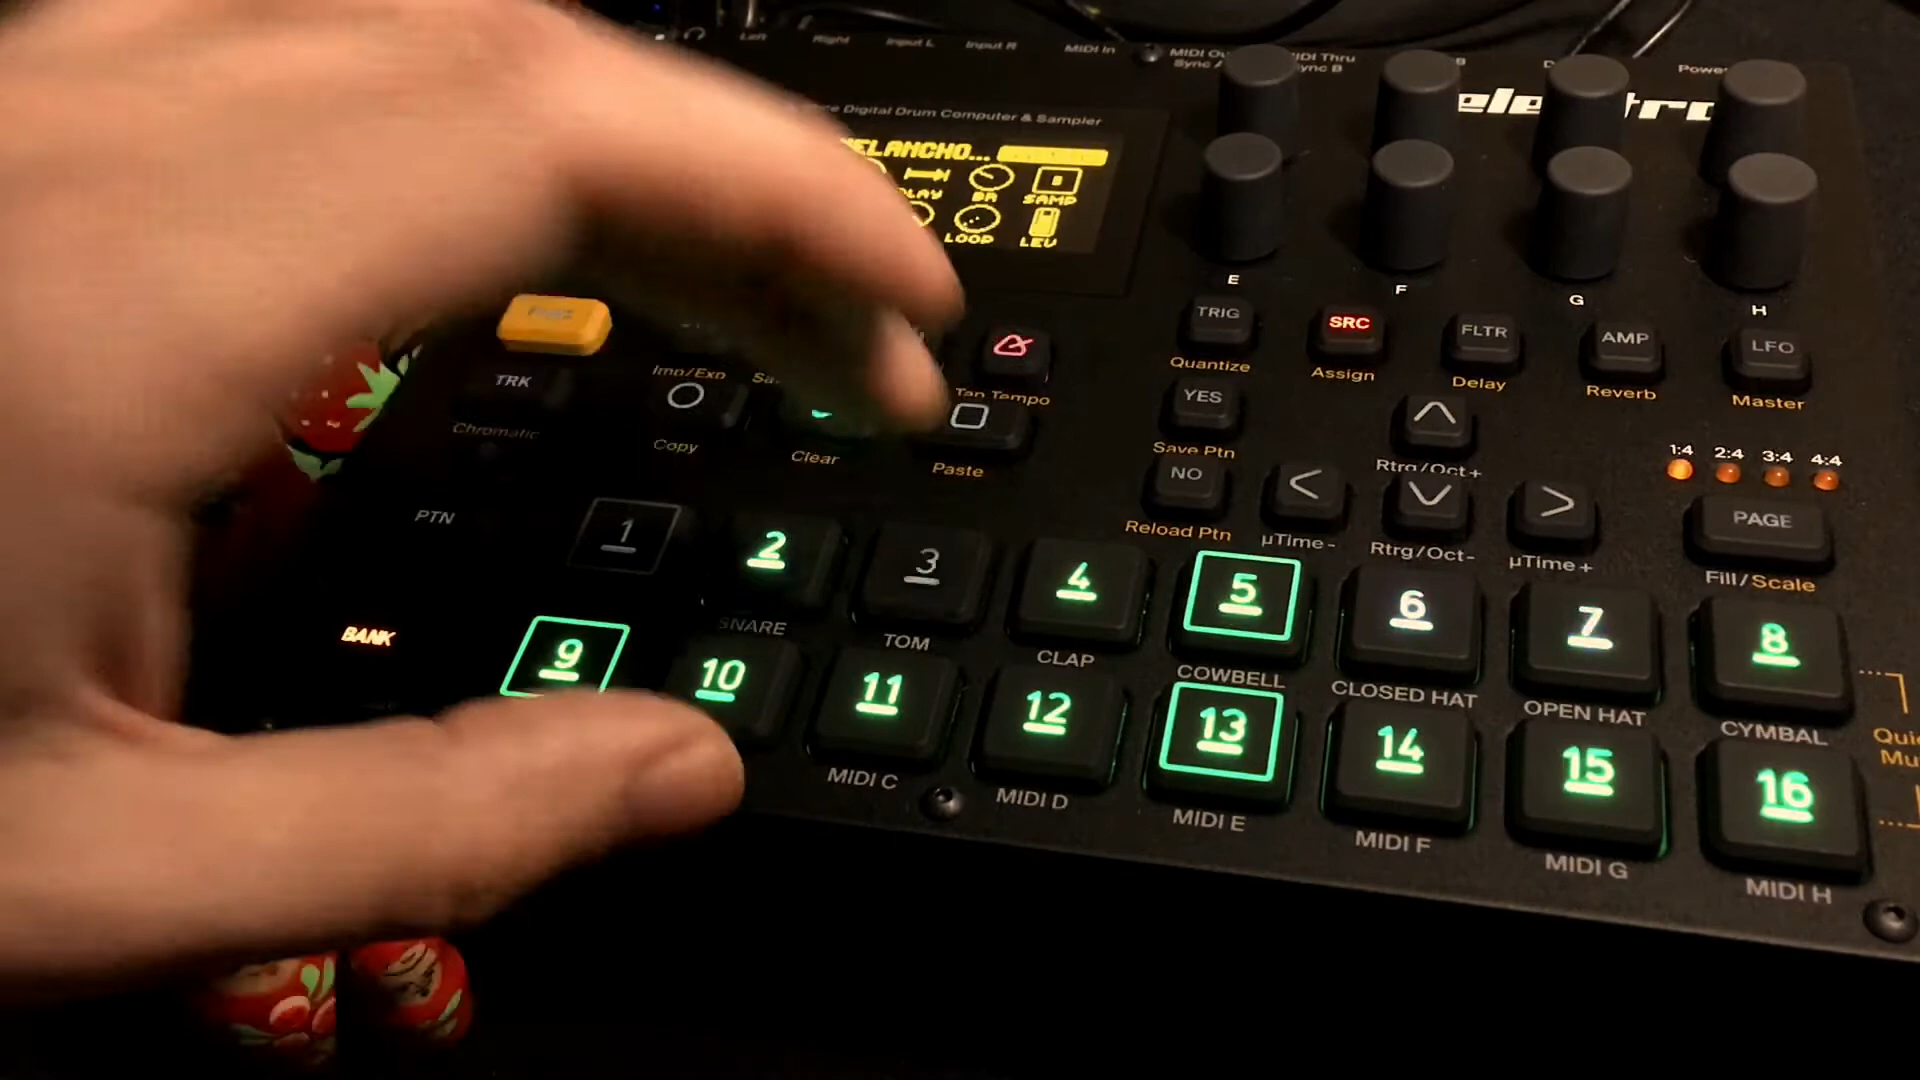 Left Right Input L Input R MIDI In
Power
Digital Drum Computer & Sampler
BR SAMP
LOOP LEV
E F G H
TRIG SRC FLTR AMP LFO
Quantize Assign Delay Reverb Master
TRK
Imp/Exp
Tap Tempo
Chromatic
Copy Clear Paste
YES
Save Ptn
NO
Reload Ptn
Rtrg/Oct+
µTime- Rtrg/Oct- µTime+
1:4 2:4 3:4 4:4
PAGE
Fill/Scale
PTN
BANK
1 2 3 4 5 6 7 8
SNARE TOM CLAP COWBELL CLOSED HAT OPEN HAT CYMBAL
9 10 11 12 13 14 15 16
MIDI C MIDI D MIDI E MIDI F MIDI G MIDI H